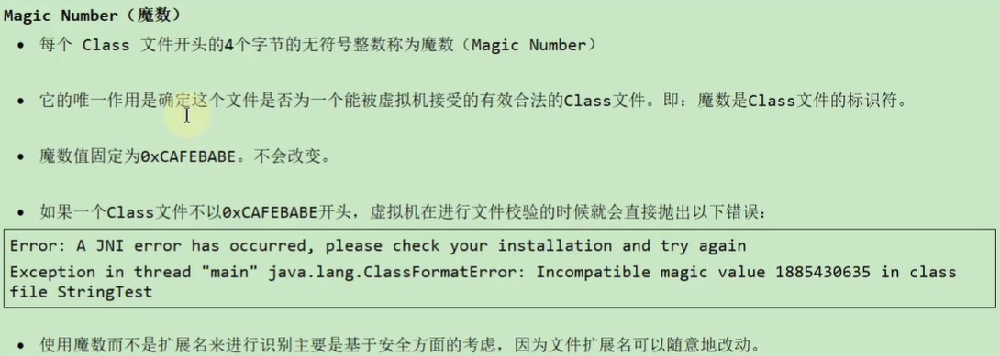 Magic Number（魔数）
• 每个 Class 文件开头的4个字节的无符号整数称为魔数（Magic Number）
• 它的唯一作用是确定这个文件是否为一个能被虚拟机接受的有效合法的Class文件。即：魔数是Class文件的标识符。
• 魔数值固定为0xCAFEBABE。不会改变。
• 如果一个Class文件不以0xCAFEBABE开头，虚拟机在进行文件校验的时候就会直接抛出以下错误：
Error: A JNI error has occurred, please check your installation and try again
Exception in thread "main" java.lang.ClassFormatError: Incompatible magic value 1885430635 in class
file StringTest
• 使用魔数而不是扩展名来进行识别主要是基于安全方面的考虑，因为文件扩展名可以随意地改动。